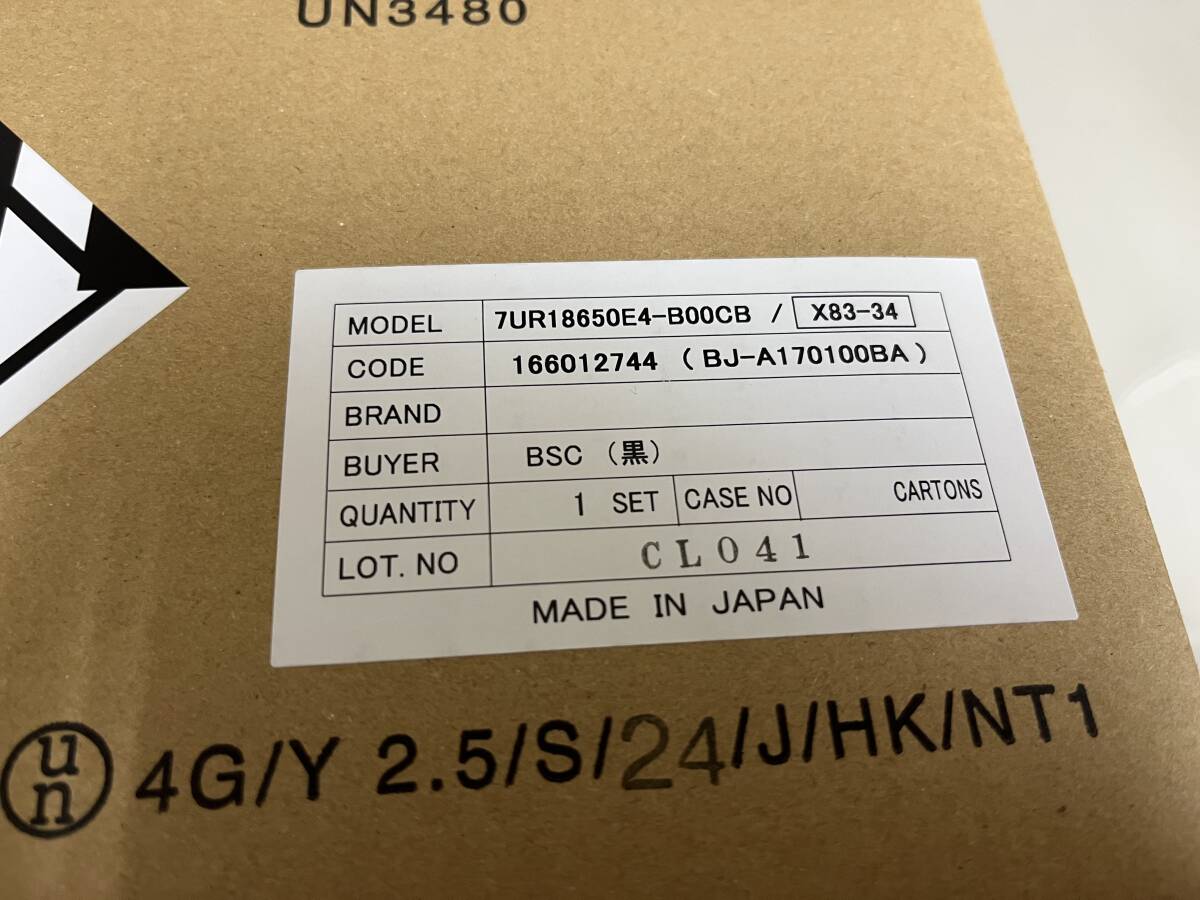 UN3480
MODEL 7UR18650E4-B00CB / X83-34
CODE 166012744 (BJ-A170100BA)
BRAND
BUYER BSC (黒)
QUANTITY 1 SET CASE NO CARTONS
LOT. NO CL041
MADE IN JAPAN
un 4G/Y 2.5/S/24/J/HK/NT1